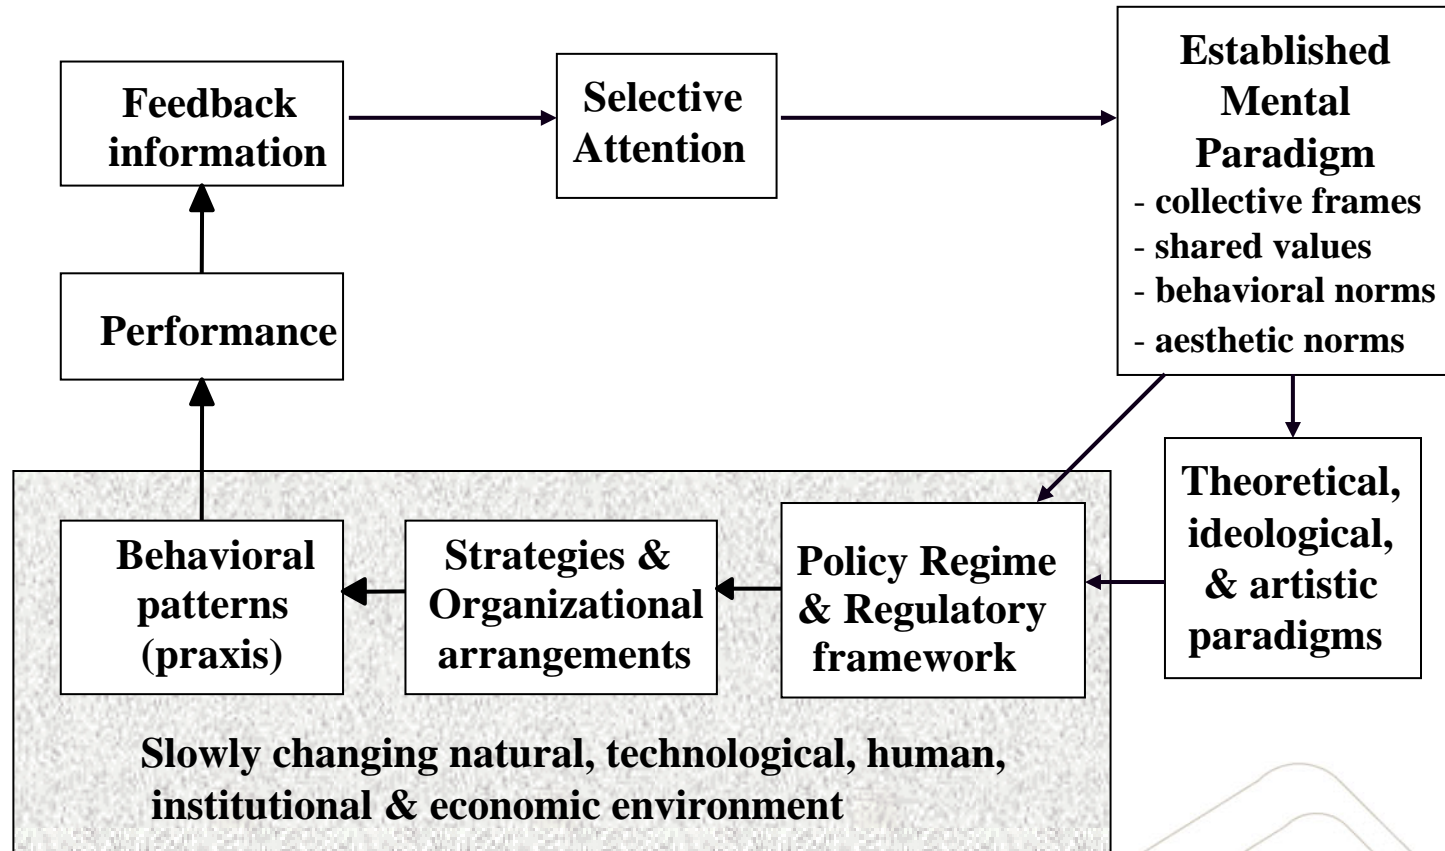 Feedback
information
Selective
Attention
Established
Mental
Paradigm
- collective frames
- shared values
- behavioral norms
- aesthetic norms
Performance
Theoretical,
ideological,
& artistic
paradigms
Policy Regime
& Regulatory
framework
Strategies &
Organizational
arrangements
Behavioral
patterns
(praxis)
Slowly changing natural, technological, human,
institutional & economic environment